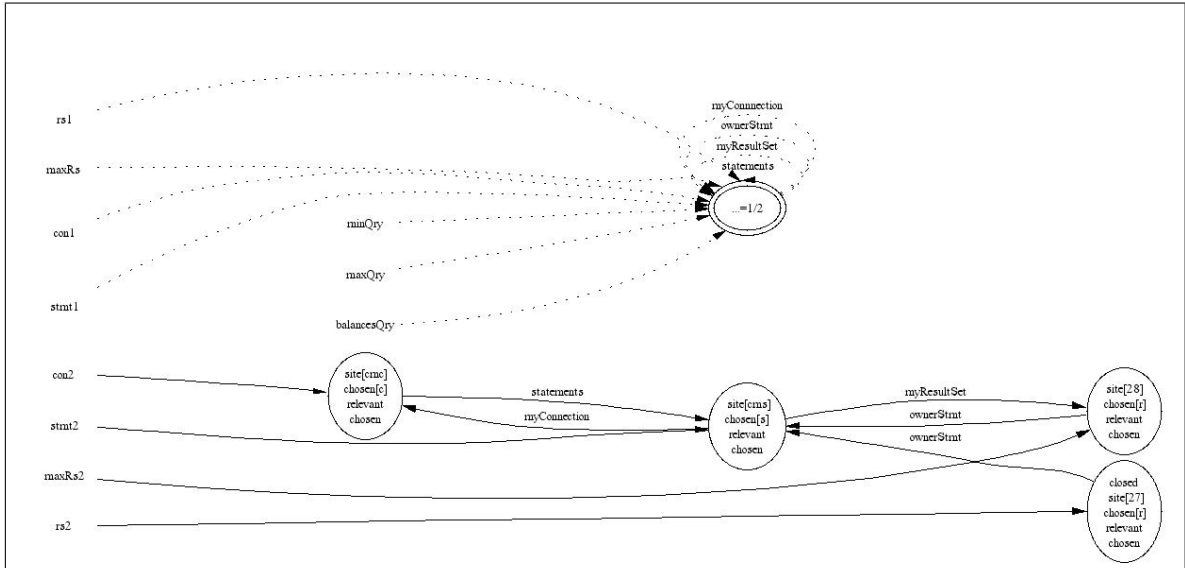 rs1
maxRs
con1
stmt1
minQry
maxQry
balancesQry
myConnnection
ownerStmt
myResultSet
statements
...=1/2
con2
stmt2
maxRs2
rs2
site[cmc]
chosen[c]
relevant
chosen
statements
myConnection
site[cms]
chosen[s]
relevant
chosen
myResultSet
ownerStmt
ownerStmt
site[28]
chosen[r]
relevant
chosen
closed
site[27]
chosen[r]
relevant
chosen